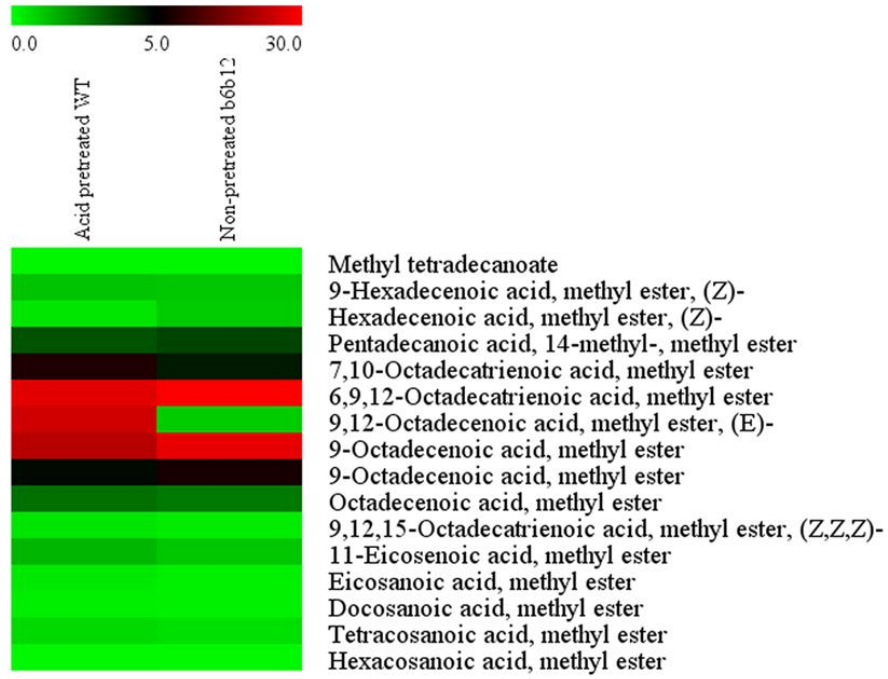 0.0 5.0 30.0
Acid pretreated WT
Non-pretreated b6b12
Methyl tetradecanoate
9-Hexadecenoic acid, methyl ester, (Z)-
Hexadecenoic acid, methyl ester, (Z)-
Pentadecanoic acid, 14-methyl-, methyl ester
7,10-Octadecatrienoic acid, methyl ester
6,9,12-Octadecatrienoic acid, methyl ester
9,12-Octadecenoic acid, methyl ester, (E)-
9-Octadecenoic acid, methyl ester
9-Octadecenoic acid, methyl ester
Octadecenoic acid, methyl ester
9,12,15-Octadecatrienoic acid, methyl ester, (Z,Z,Z)-
11-Eicosenoic acid, methyl ester
Eicosanoic acid, methyl ester
Docosanoic acid, methyl ester
Tetracosanoic acid, methyl ester
Hexacosanoic acid, methyl ester